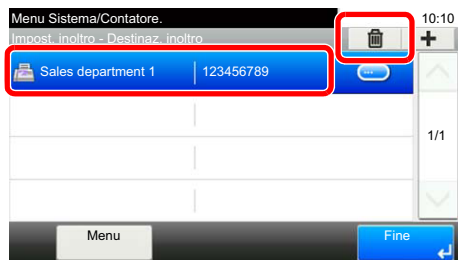 Menu Sistema/Contatore. 10:10
Impost. inoltro - Destinaz. inoltro
Sales department 1 123456789
1/1
Menu Fine